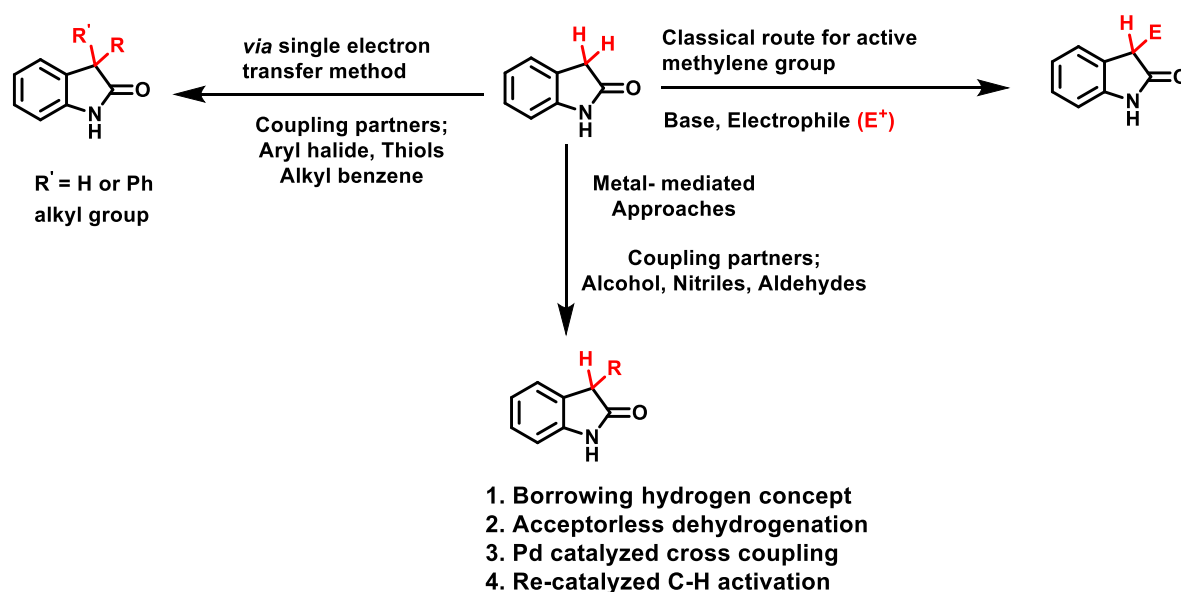 R' R
O
N
H
R' = H or Ph
alkyl group
via single electron
transfer method
Coupling partners;
Aryl halide, Thiols
Alkyl benzene
H H
O
N
H
Classical route for active
methylene group
Base, Electrophile (E+)
H E
O
N
H
Metal- mediated
Approaches
Coupling partners;
Alcohol, Nitriles, Aldehydes
H R
O
N
H
1. Borrowing hydrogen concept
2. Acceptorless dehydrogenation
3. Pd catalyzed cross coupling
4. Re-catalyzed C-H activation